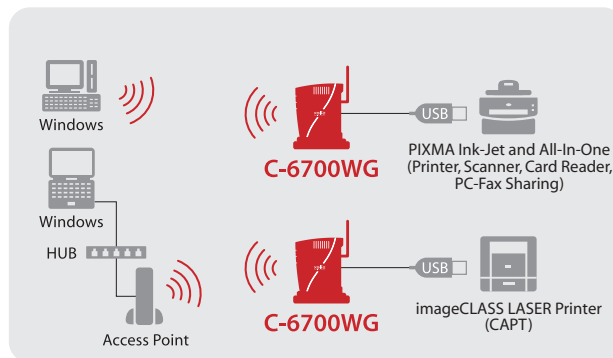 Windows
C-6700WG
USB
PIXMA Ink-Jet and All-In-One
(Printer, Scanner, Card Reader,
PC-Fax Sharing)
Windows
HUB
Access Point
C-6700WG
USB
imageCLASS LASER Printer
(CAPT)